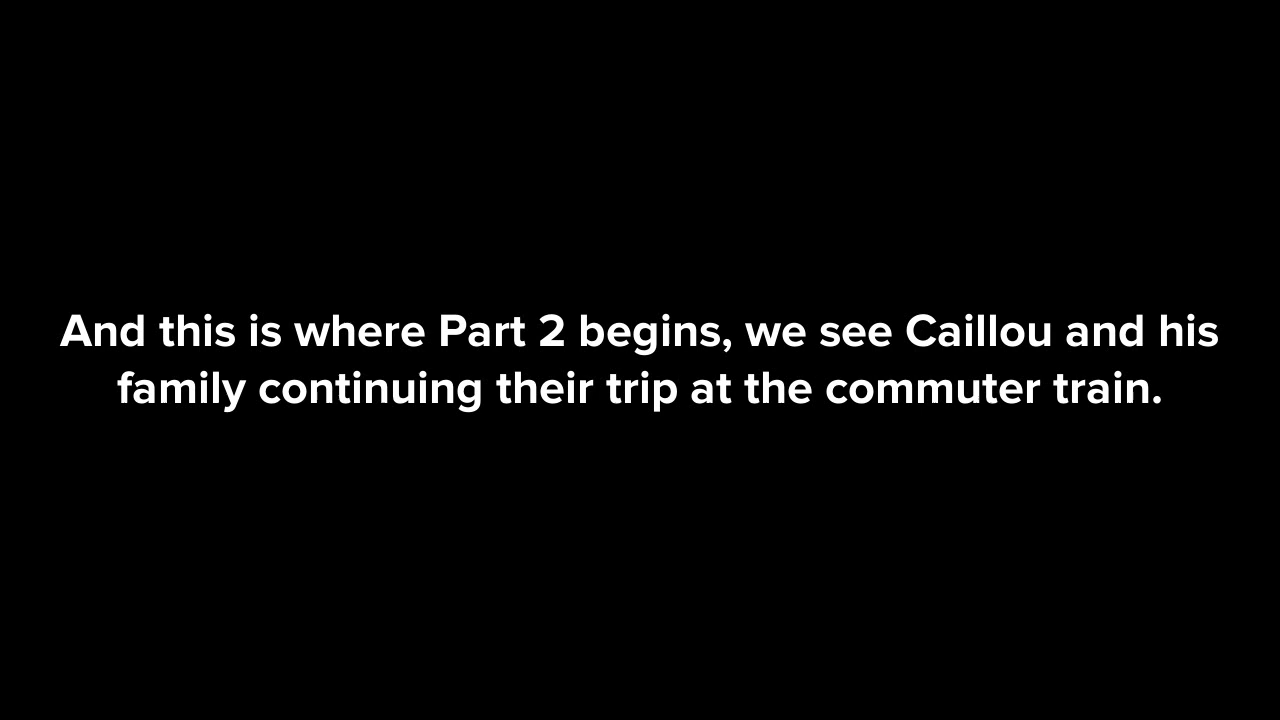 And this is where Part 2 begins, we see Caillou and his
family continuing their trip at the commuter train.